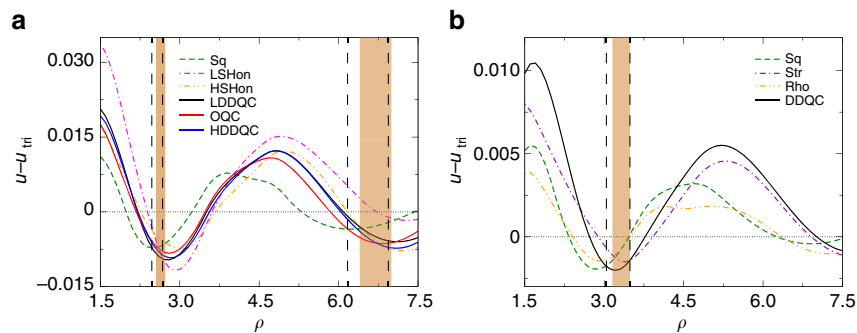 a
0.030
0.015
0
−0.015
u–u tri
Sq
LSHon
HSHon
LDDQC
OQC
HDDQC
1.5 3.0 4.5 6.0 7.5
ρ
b
0.010
0.005
0
u–u tri
Sq
Str
Rho
DDQC
1.5 3.0 4.5 6.0 7.5
ρ